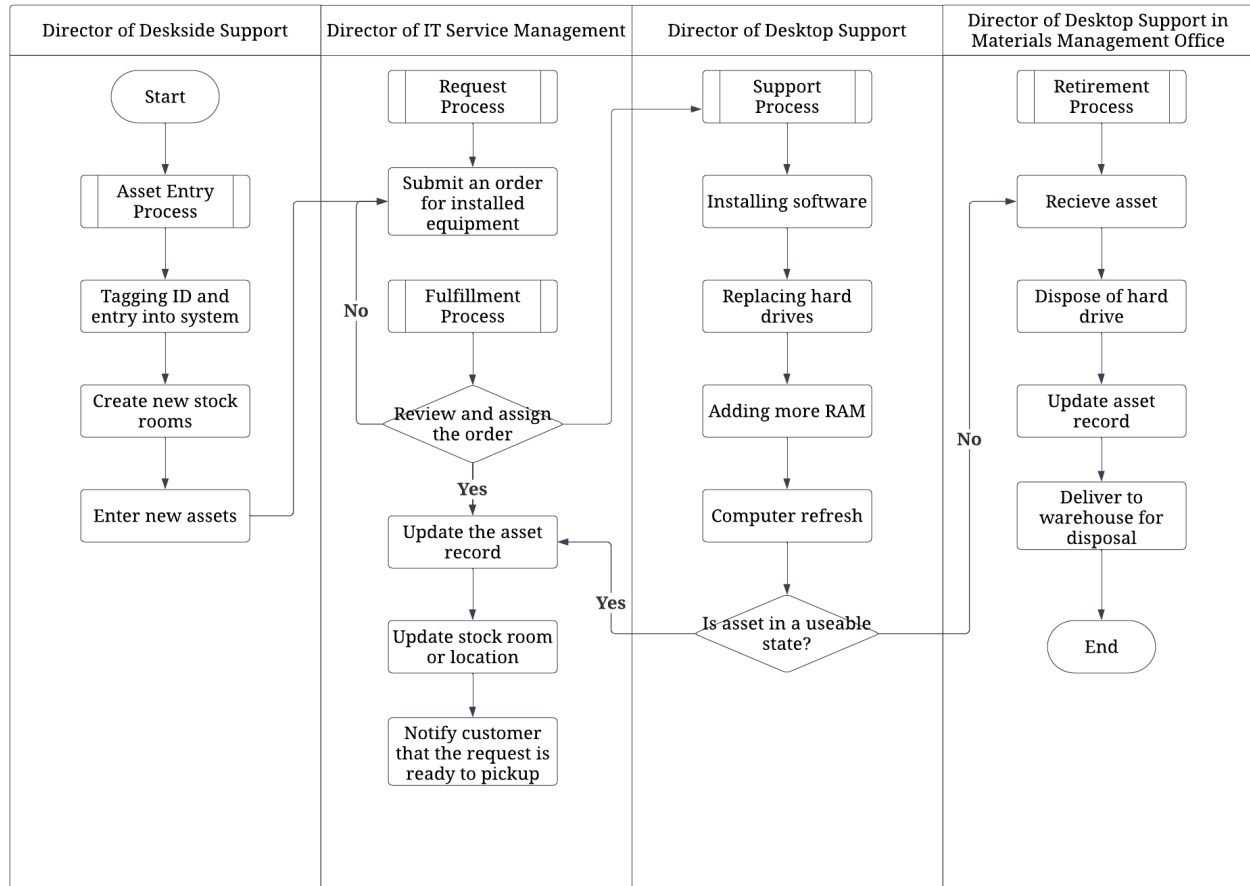 Director of Deskside Support
Director of IT Service Management
Director of Desktop Support
Director of Desktop Support in
Materials Management Office
Start
Asset Entry
Process
Tagging ID and
entry into system
Create new stock
rooms
Enter new assets
Request
Process
Submit an order
for installed
equipment
No
Fulfillment
Process
Review and assign
the order
Yes
Update the asset
record
Update stock room
or location
Notify customer
that the request is
ready to pickup
Support
Process
Installing software
Replacing hard
drives
Adding more RAM
Computer refresh
Is asset in a useable
state?
Yes
No
Retirement
Process
Recieve asset
Dispose of hard
drive
Update asset
record
Deliver to
warehouse for
disposal
End